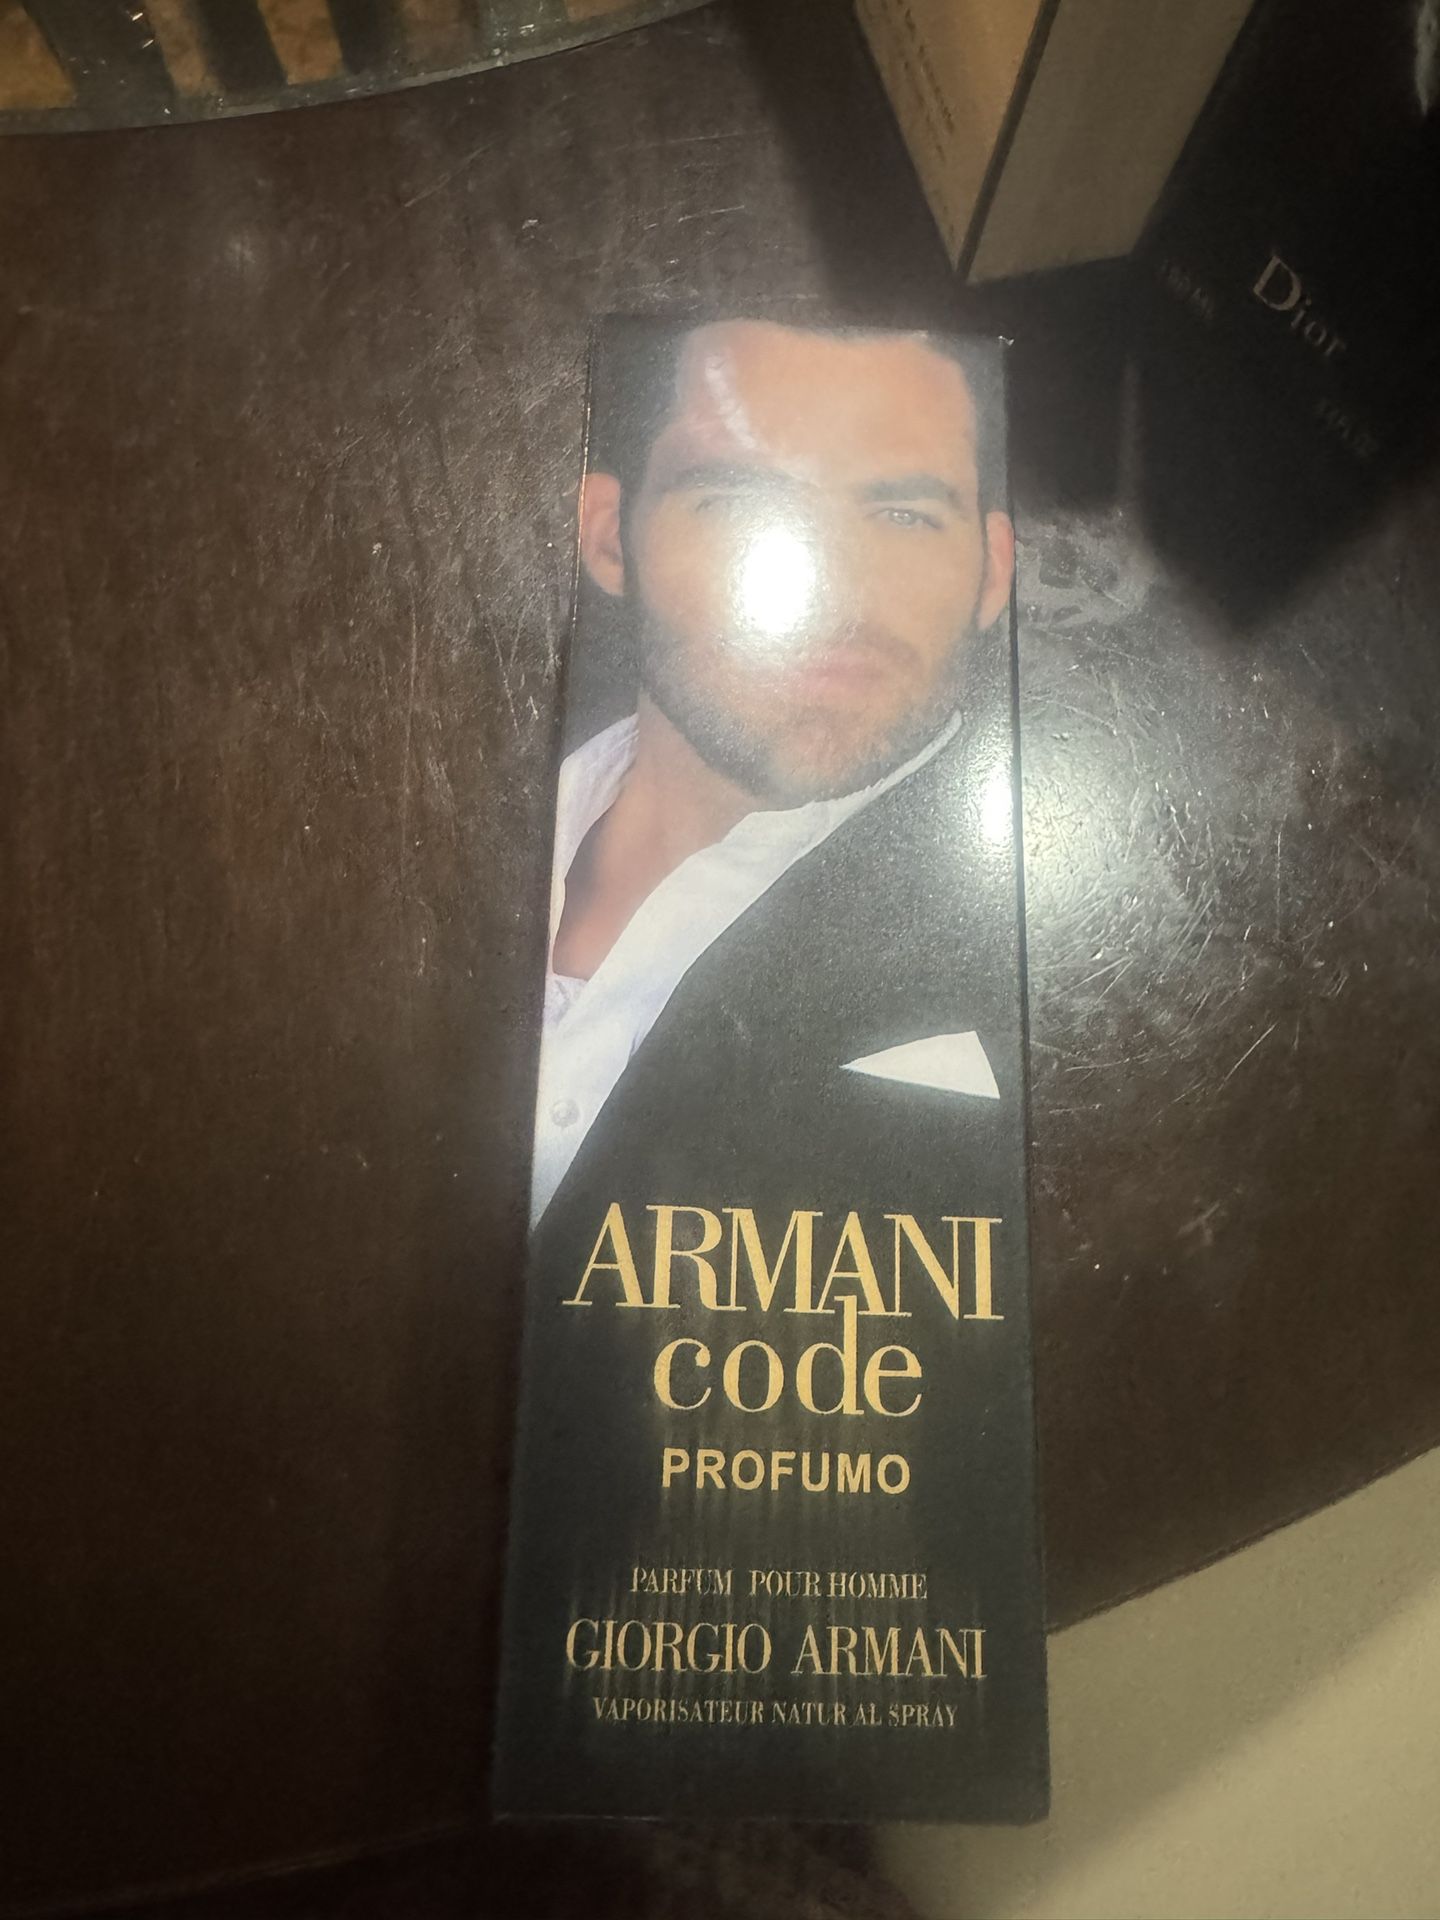 Dior
ARMANI
code
PROFUMO
PARFUM POUR HOMME
GIORGIO ARMANI
VAPORISATEUR NATUR AL SPRAY